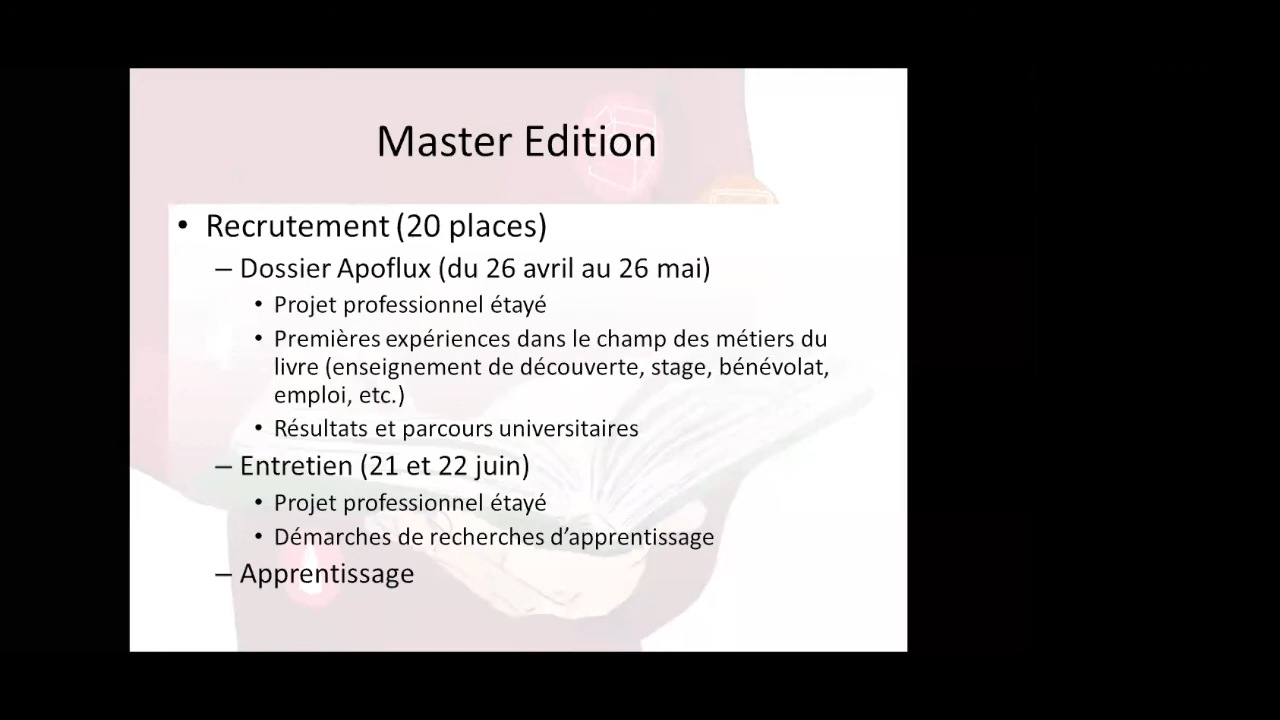 Master Edition
• Recrutement (20 places)
– Dossier Apoflux (du 26 avril au 26 mai)
• Projet professionnel étayé
• Premières expériences dans le champ des métiers du
livre (enseignement de découverte, stage, bénévolat,
emploi, etc.)
• Résultats et parcours universitaires
– Entretien (21 et 22 juin)
• Projet professionnel étayé
• Démarches de recherches d’apprentissage
– Apprentissage